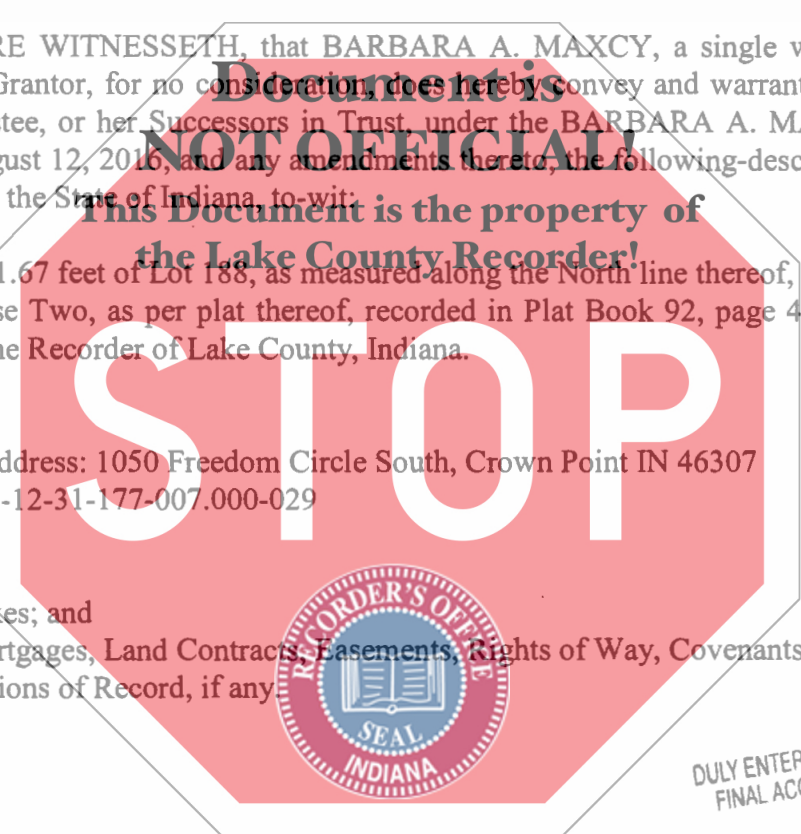 RE WITNESSETH, that BARBARA A. MAXCY, a single w
Grantor, for no consideration, does hereby convey and warrant
stee, or her Successors in Trust, under the BARBARA A. MA
gust 12, 2016, and any amendments thereto, the following-desc
the State of Indiana, to-wit:
Document is
NOT OFFICIAL!
This Document is the property of
the Lake County Recorder!
1.67 feet of Lot 188, as measured along the North line thereof,
se Two, as per plat thereof, recorded in Plat Book 92, page 4
he Recorder of Lake County, Indiana.
STOP
ddress: 1050 Freedom Circle South, Crown Point IN 46307
-12-31-177-007.000-029
xes; and
rtgages, Land Contracts, Easements, Rights of Way, Covenants
ions of Record, if any.
RECORDER'S OFFICE
SEAL
INDIANA
DULY ENTER
FINAL ACC